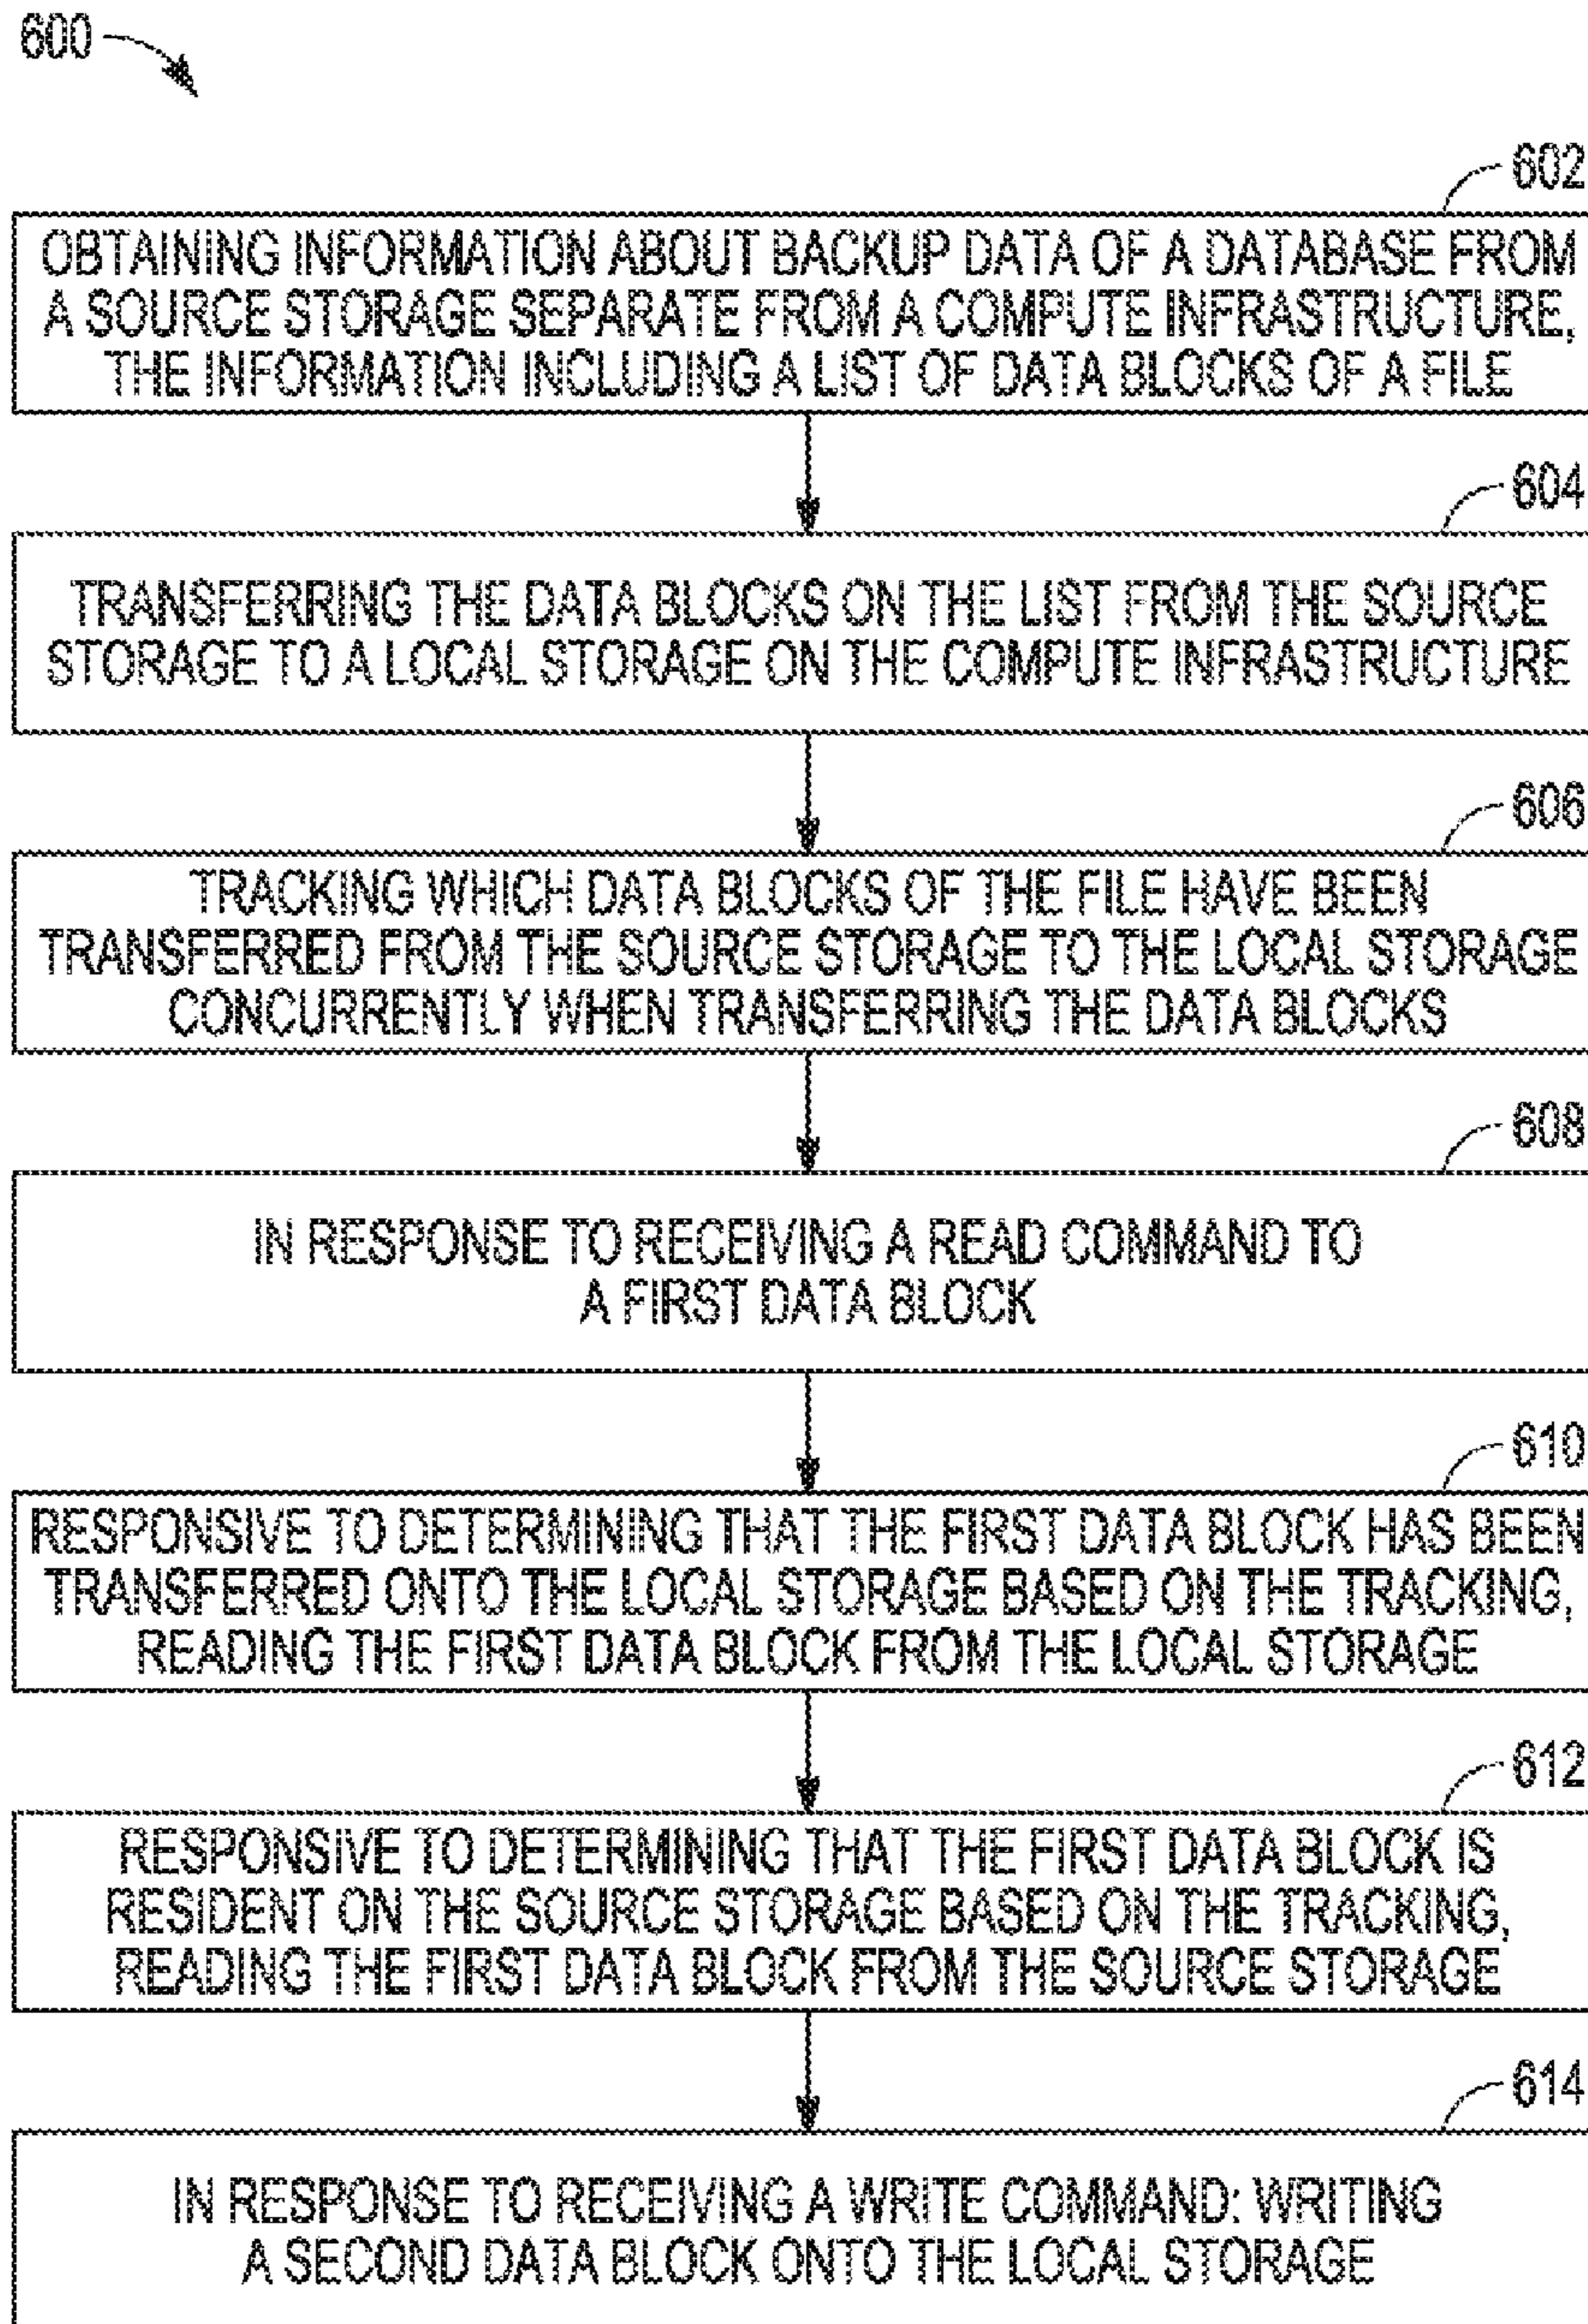 600
602
OBTAINING INFORMATION ABOUT BACKUP DATA OF A DATABASE FROM
A SOURCE STORAGE SEPARATE FROM A COMPUTE INFRASTRUCTURE,
THE INFORMATION INCLUDING A LIST OF DATA BLOCKS OF A FILE
604
TRANSFERRING THE DATA BLOCKS ON THE LIST FROM THE SOURCE
STORAGE TO A LOCAL STORAGE ON THE COMPUTE INFRASTRUCTURE
606
TRACKING WHICH DATA BLOCKS OF THE FILE HAVE BEEN
TRANSFERRED FROM THE SOURCE STORAGE TO THE LOCAL STORAGE
CONCURRENTLY WHEN TRANSFERRING THE DATA BLOCKS
608
IN RESPONSE TO RECEIVING A READ COMMAND TO
A FIRST DATA BLOCK
610
RESPONSIVE TO DETERMINING THAT THE FIRST DATA BLOCK HAS BEEN
TRANSFERRED ONTO THE LOCAL STORAGE BASED ON THE TRACKING,
READING THE FIRST DATA BLOCK FROM THE LOCAL STORAGE
612
RESPONSIVE TO DETERMINING THAT THE FIRST DATA BLOCK IS
RESIDENT ON THE SOURCE STORAGE BASED ON THE TRACKING,
READING THE FIRST DATA BLOCK FROM THE SOURCE STORAGE
614
IN RESPONSE TO RECEIVING A WRITE COMMAND: WRITING
A SECOND DATA BLOCK ONTO THE LOCAL STORAGE